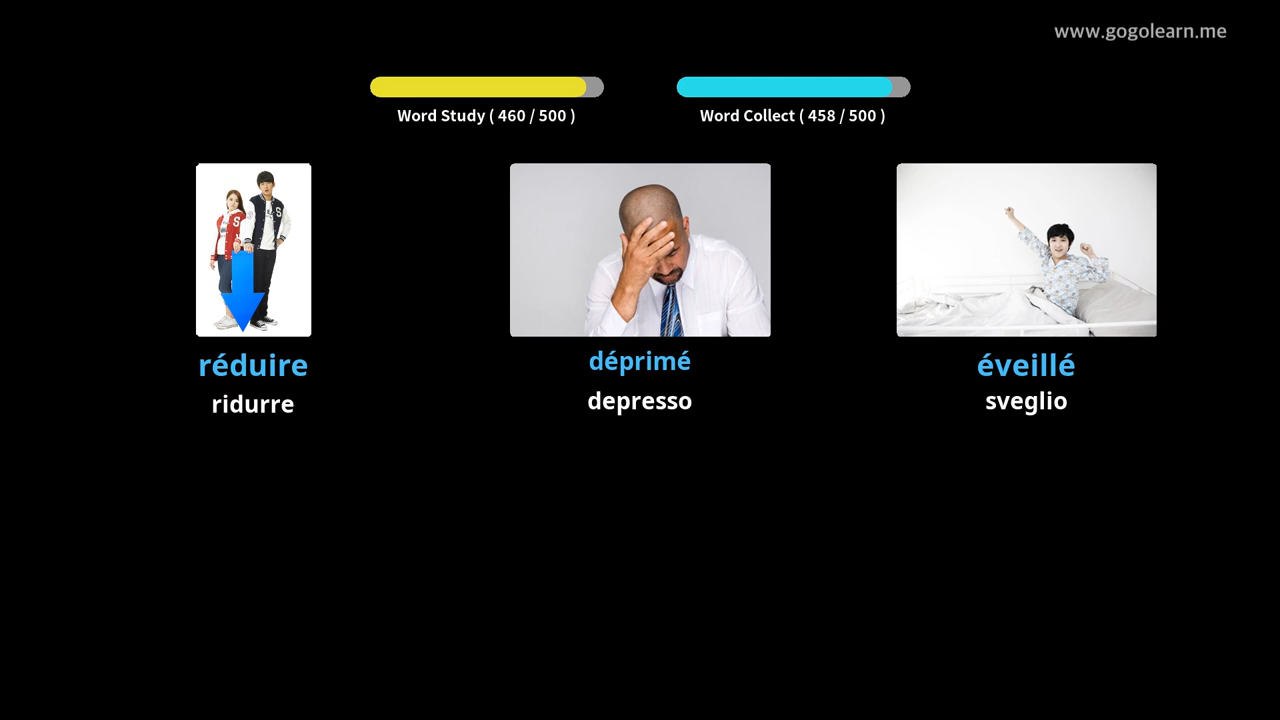 www.gogolearn.me
Word Study ( 460 / 500 )
Word Collect ( 458 / 500 )
réduire
ridurre
déprimé
depresso
éveillé
sveglio